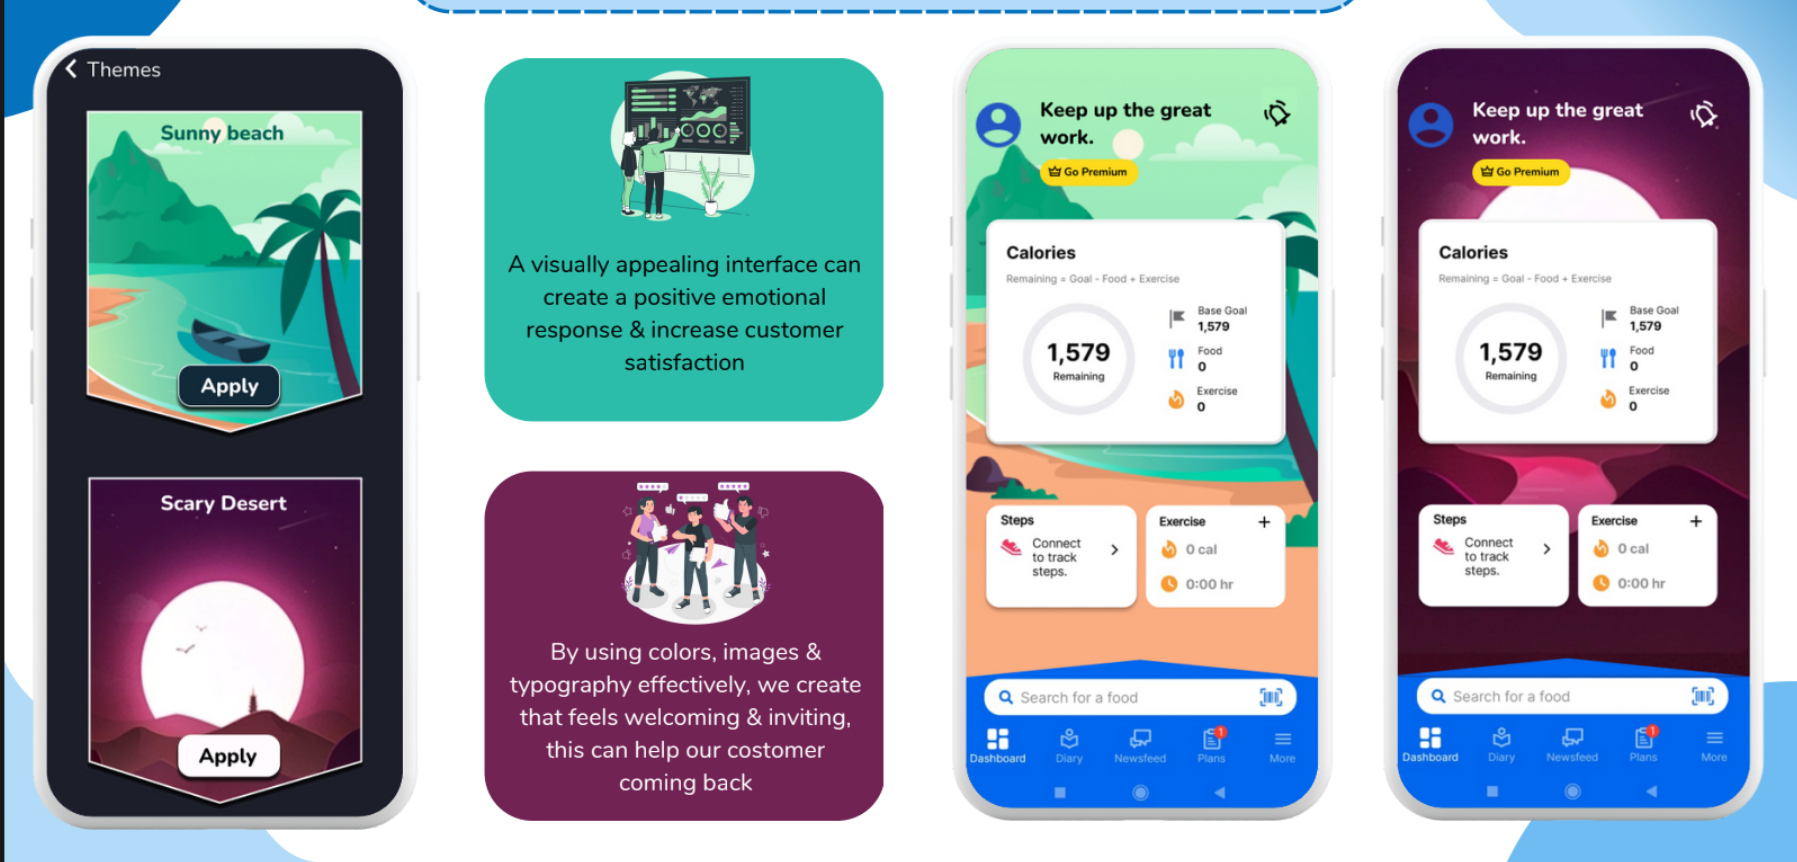 Themes
Sunny beach
Apply
Scary Desert
Apply
A visually appealing interface can
create a positive emotional
response & increase customer
satisfaction
By using colors, images &
typography effectively, we create
that feels welcoming & inviting,
this can help our costomer
coming back
Keep up the great
work.
Go Premium
Calories
Remaining = Goal - Food + Exercise
1,579
Remaining
Base Goal
1,579
Food
0
Exercise
0
Steps
Connect
to track
steps.
Exercise +
0 cal
0:00 hr
Search for a food
1
Dashboard Diary Newsfeed Plans More
Keep up the great
work.
Go Premium
Calories
Remaining = Goal - Food + Exercise
1,579
Remaining
Base Goal
1,579
Food
0
Exercise
0
Steps
Connect
to track
steps.
Exercise +
0 cal
0:00 hr
Search for a food
1
Dashboard Diary Newsfeed Plans More